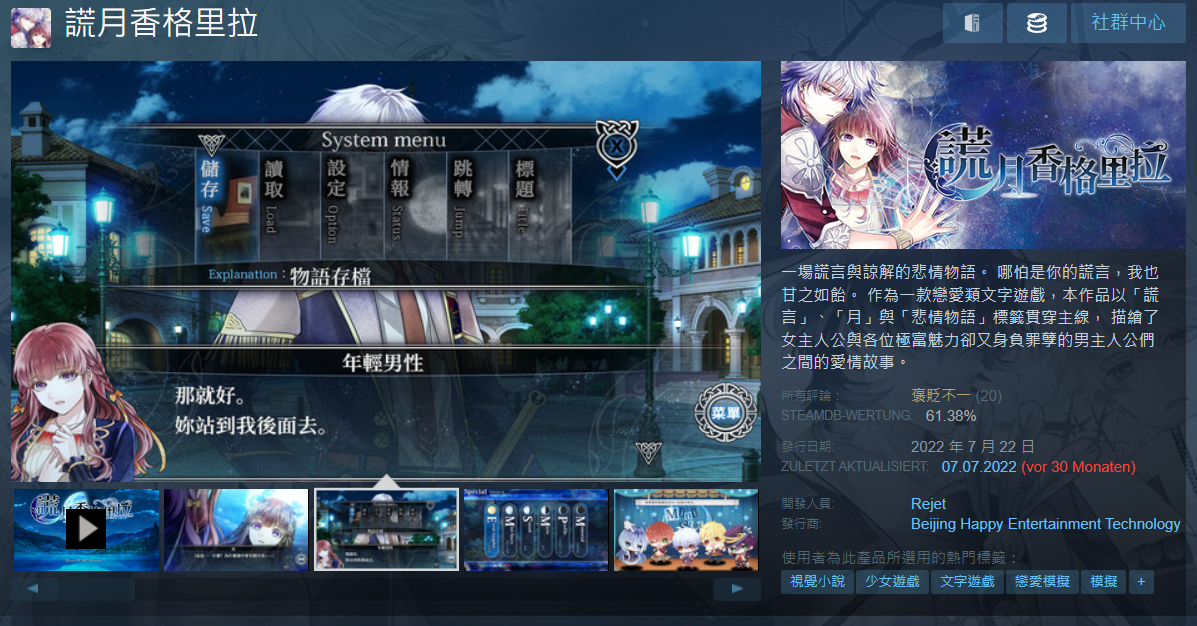 謊月香格里拉
社群中心
System menu
X
儲存 Save
讀取 Load
設定 Option
情報 Status
跳轉 Jump
標題 Title
Explanation：物語存檔
年輕男性
那就好。
妳站到我後面去。
菜單
謊月香格里拉
一場謊言與諒解的悲情物語。 哪怕是你的謊言，我也
甘之如飴。 作為一款戀愛類文字遊戲，本作品以「謊
言」、「月」與「悲情物語」標籤貫穿主線， 描繪了
女主人公與各位極富魅力卻又身負罪孽的男主人公們
之間的愛情故事。
所有評論：
褒貶不一 (20)
STEAMDB-WERTUNG:
61.38%
發行日期:
2022 年 7 月 22 日
ZULETZT AKTUALISIERT:
07.07.2022 (vor 30 Monaten)
開發人員:
Rejet
發行商:
Beijing Happy Entertainment Technology
使用者為此產品所選用的熱門標籤：
視覺小說 少女遊戲 文字遊戲 戀愛模擬 模擬 +
謊月香格里拉
Special